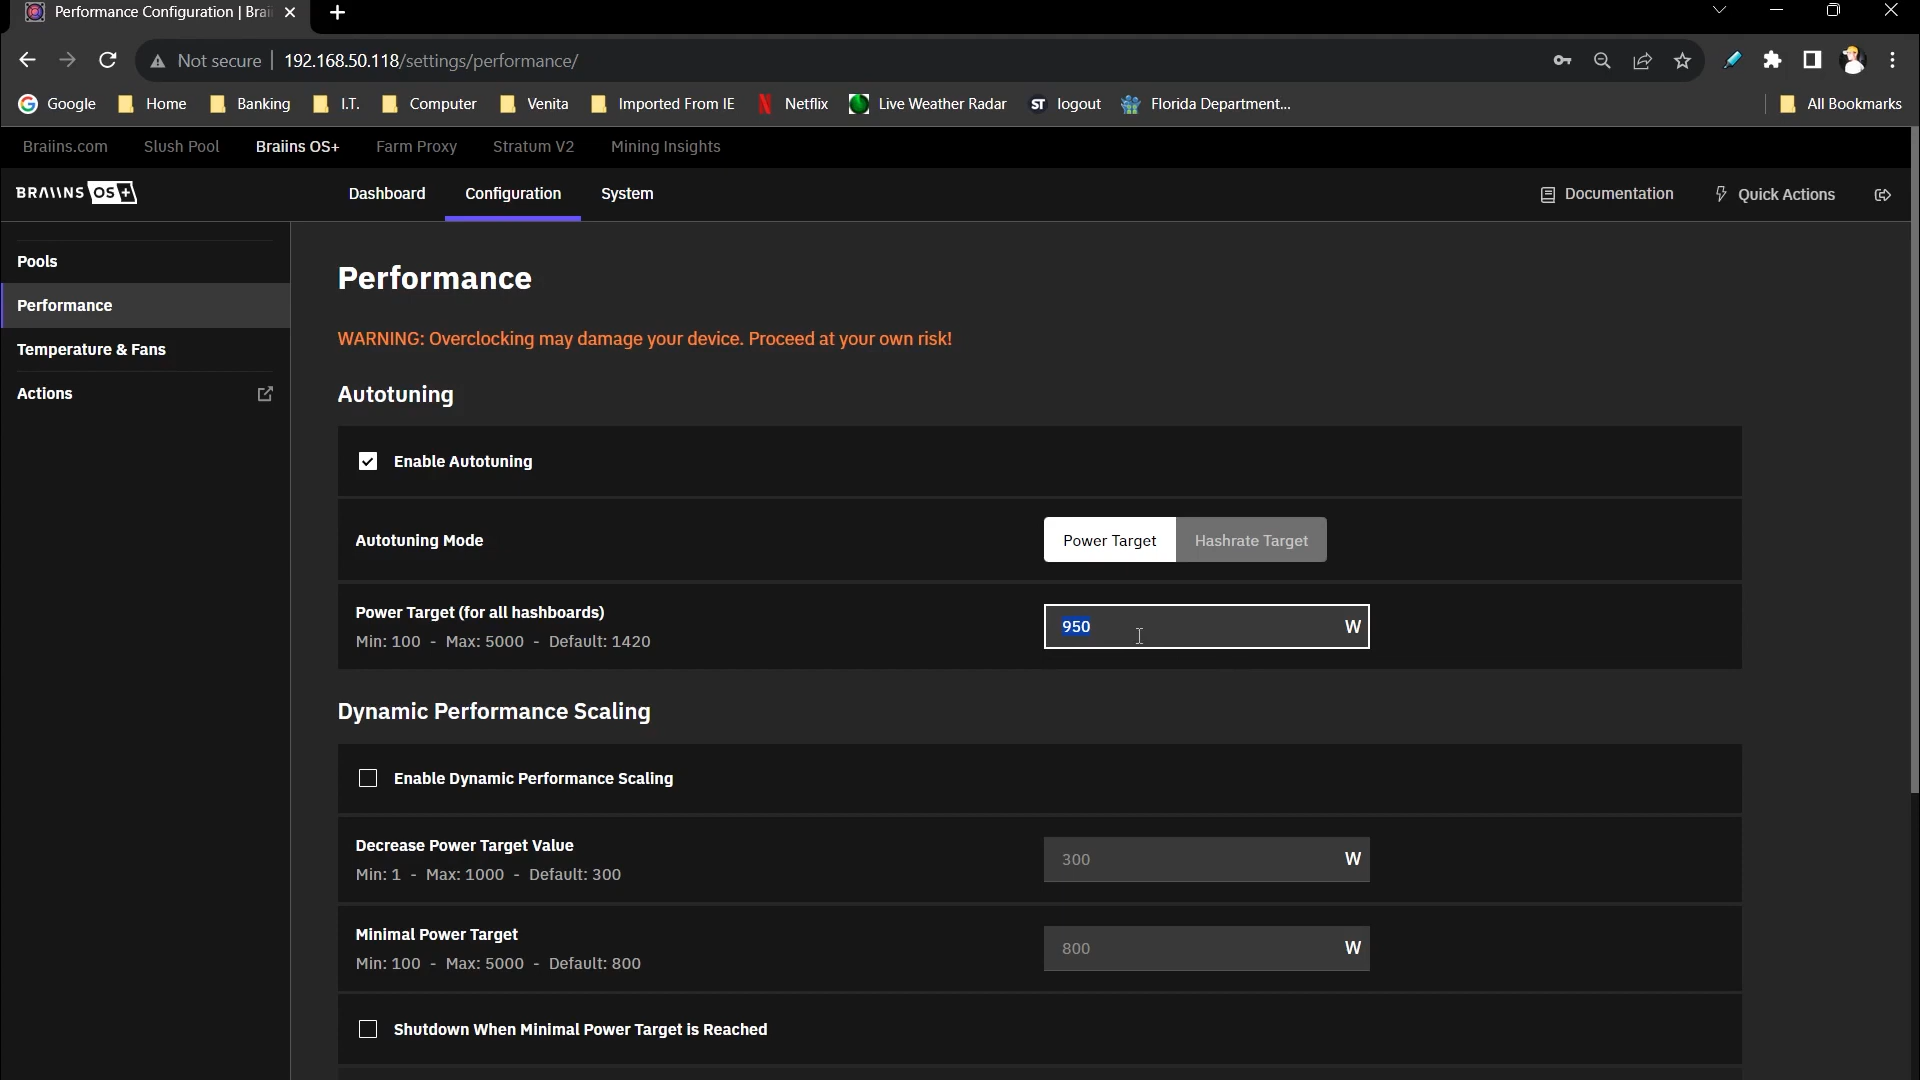 Performance Configuration | Brai
Not secure 192.168.50.118/settings/performance/
Google Home Banking I.T. Computer Venita Imported From IE Netflix Live Weather Radar ST logout Florida Department... All Bookmarks
Braiins.com Slush Pool Braiins OS+ Farm Proxy Stratum V2 Mining Insights
BRAIINS OS+ Dashboard Configuration System Documentation Quick Actions
Pools
Performance
Temperature & Fans
Actions
Performance
WARNING: Overclocking may damage your device. Proceed at your own risk!
Autotuning
Enable Autotuning
Autotuning Mode Power Target Hashrate Target
Power Target (for all hashboards)
Min: 100 - Max: 5000 - Default: 1420
950 W
Dynamic Performance Scaling
Enable Dynamic Performance Scaling
Decrease Power Target Value
Min: 1 - Max: 1000 - Default: 300
300 W
Minimal Power Target
Min: 100 - Max: 5000 - Default: 800
800 W
Shutdown When Minimal Power Target is Reached